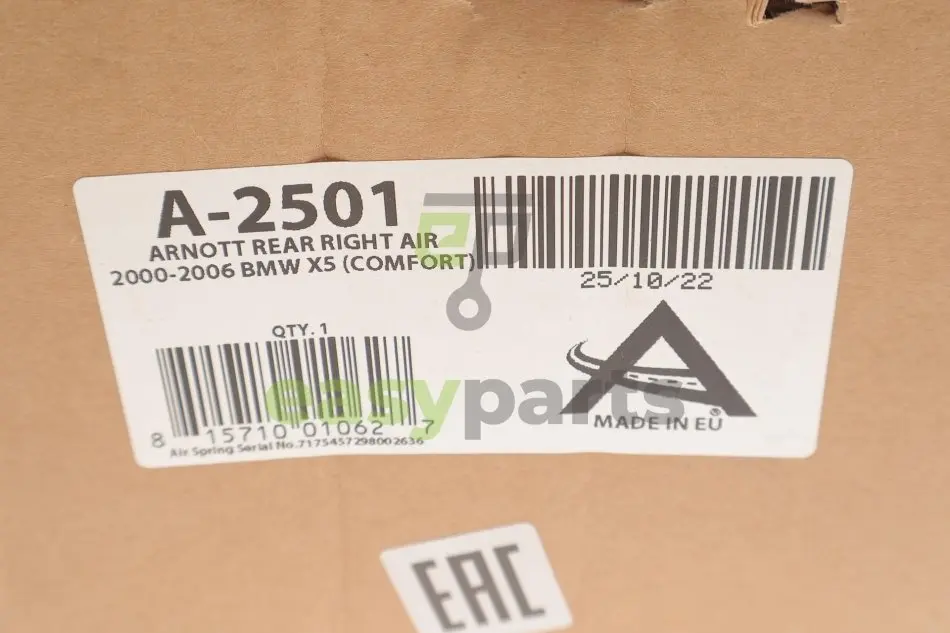 A-2501
ARNOTT REAR RIGHT AIR
2000-2006 BMW X5 (COMFORT)
25/10/22
QTY. 1
8 15710 01062 7
Air Spring Serial No.7175457298002636
MADE IN EU
®
easyparts
EAC